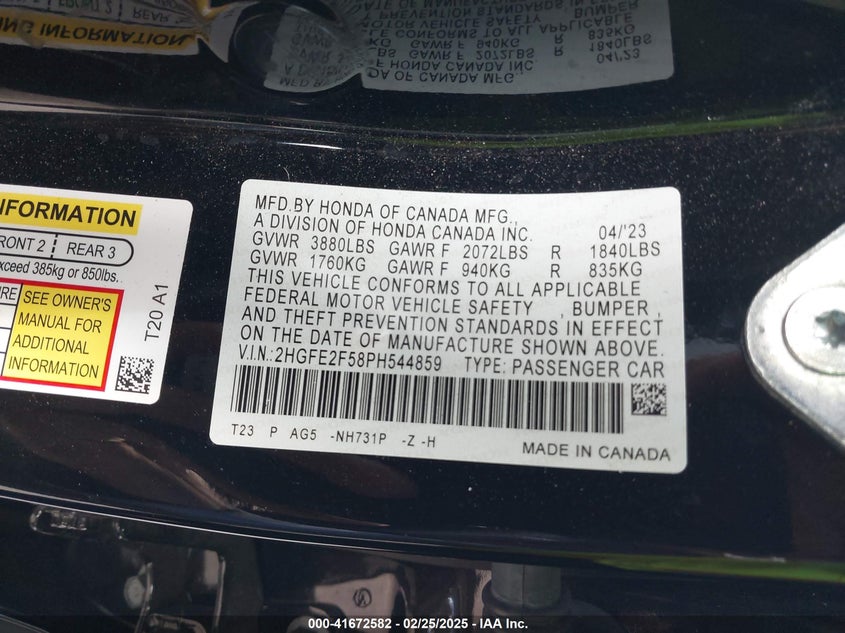 NFORMATION
FRONT 2 | REAR 3
exceed 385kg or 850lbs.
SEE OWNER'S
MANUAL FOR
ADDITIONAL
INFORMATION
T20 A1
MFD.BY HONDA OF CANADA MFG.,
A DIVISION OF HONDA CANADA INC. 04/'23
GVWR 3880LBS GAWR F 2072LBS R 1840LBS
GVWR 1760KG GAWR F 940KG R 835KG
THIS VEHICLE CONFORMS TO ALL APPLICABLE
FEDERAL MOTOR VEHICLE SAFETY , BUMPER ,
AND THEFT PREVENTION STANDARDS IN EFFECT
ON THE DATE OF MANUFACTURE SHOWN ABOVE.
V.I.N.:2HGFE2F58PH544859 TYPE: PASSENGER CAR
T23 P AG5 -NH731P -Z -H
MADE IN CANADA
000-41672582 - 02/25/2025 - IAA Inc.